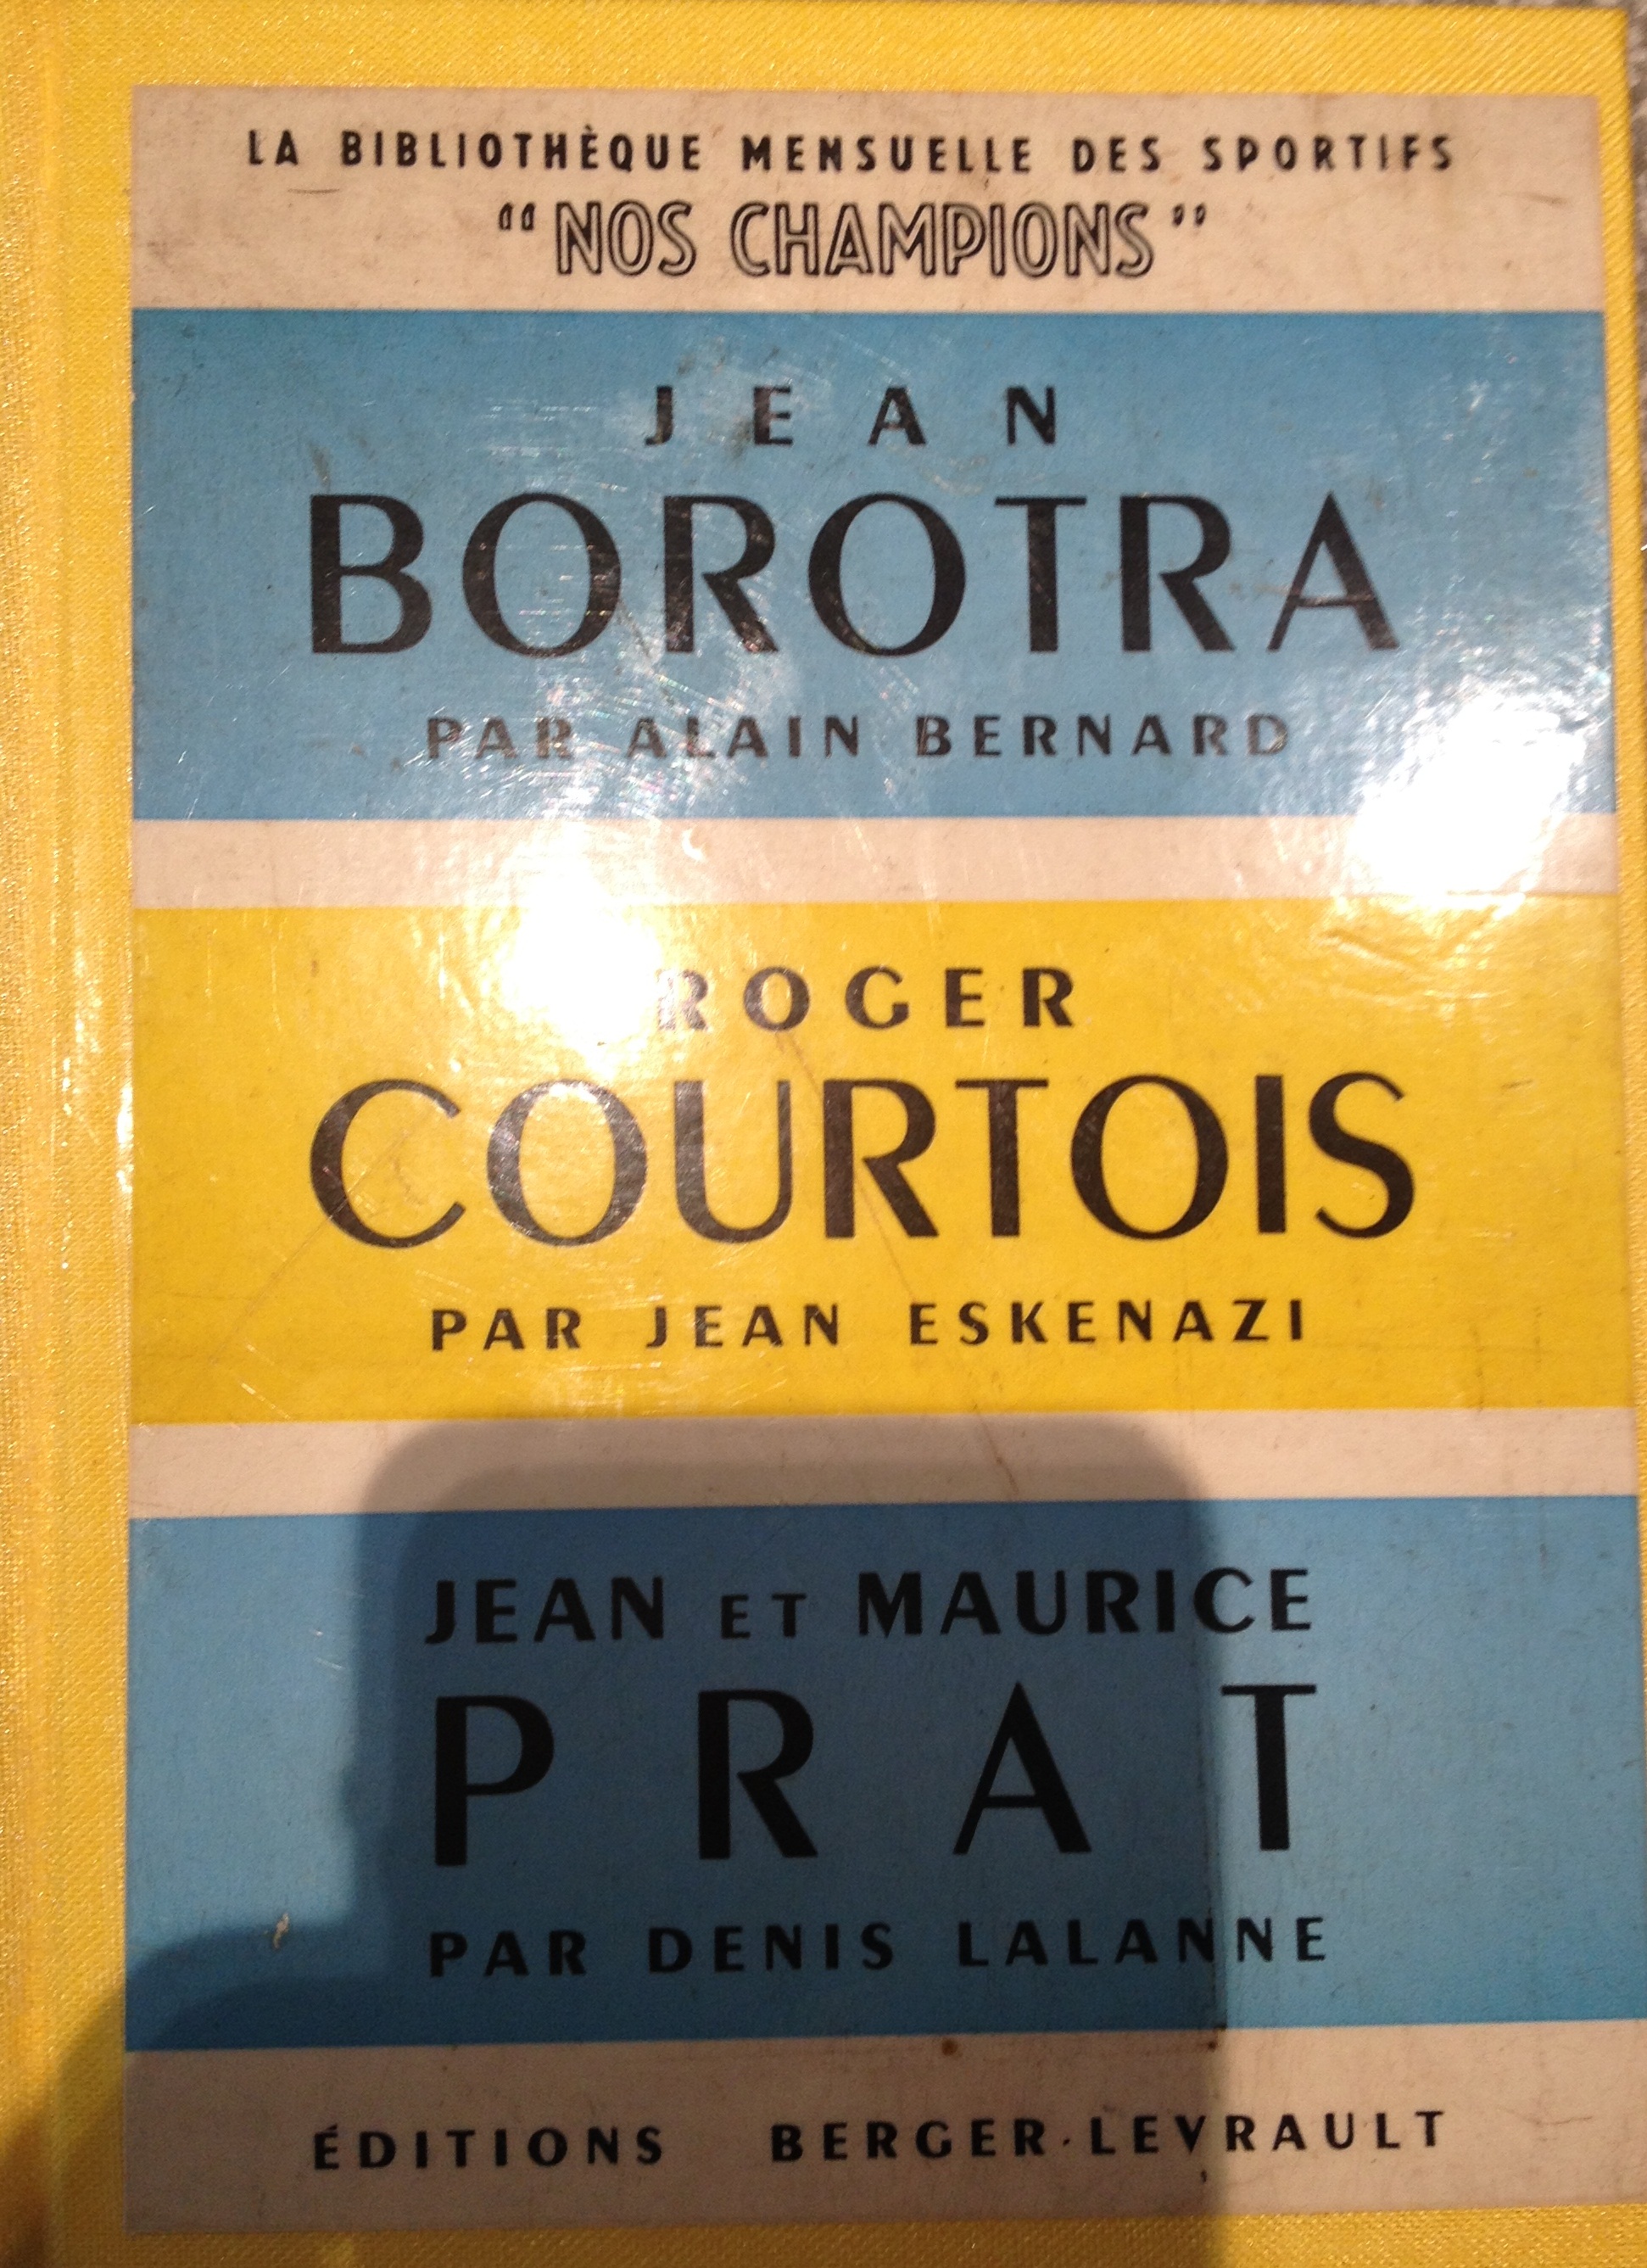 LA BIBLIOTHÈQUE MENSUELLE DES SPORTIFS
“NOS CHAMPIONS”
JEAN
BOROTRA
PAR ALAIN BERNARD
ROGER
COURTOIS
PAR JEAN ESKENAZI
JEAN ET MAURICE
PRAT
PAR DENIS LALANNE
ÉDITIONS BERGER-LEVRAULT